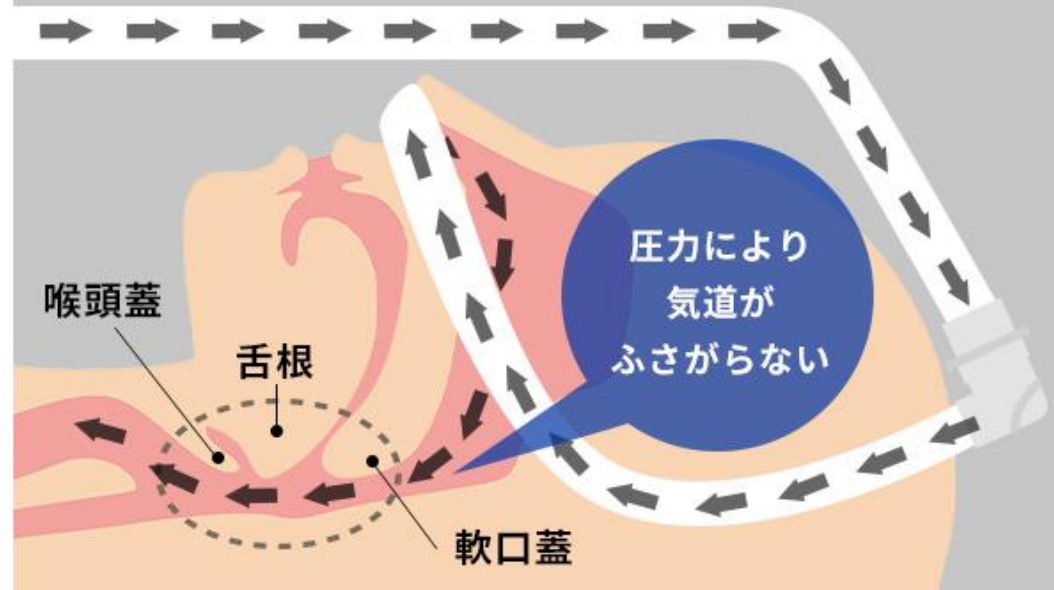 圧力により
気道が
ふさがらない
喉頭蓋
舌根
軟口蓋